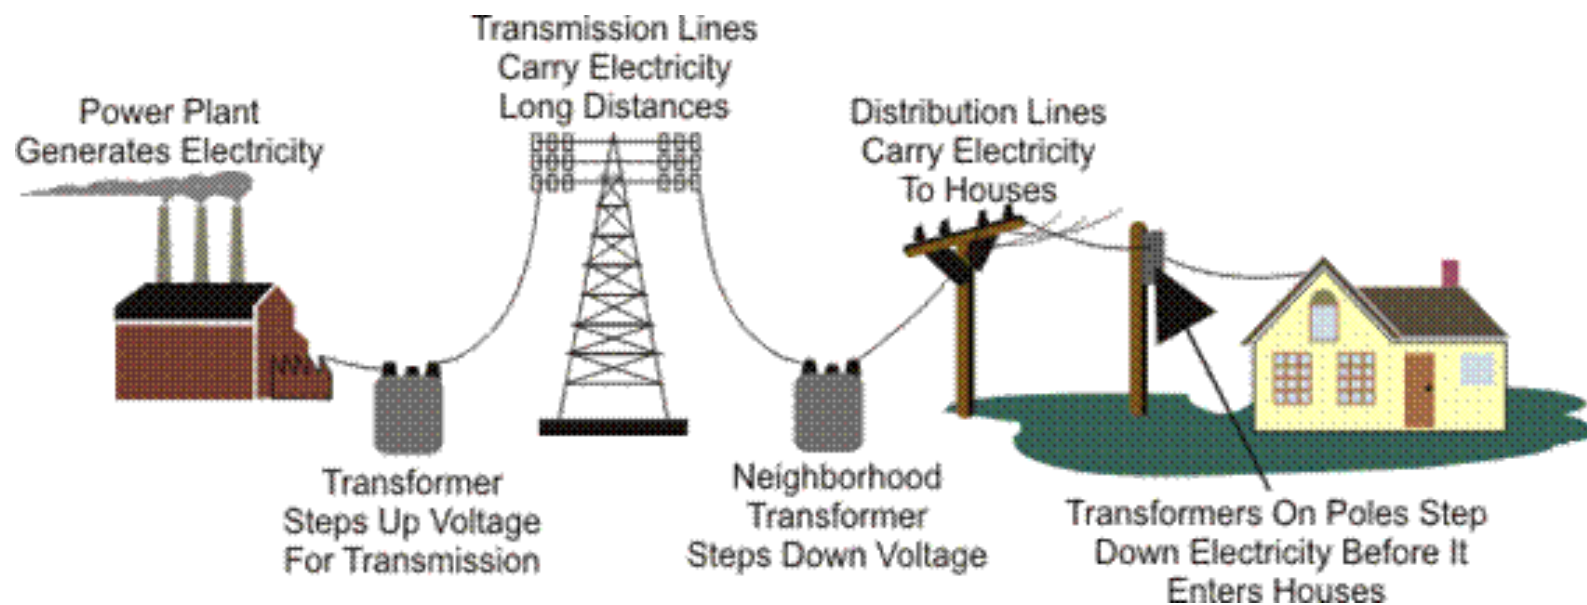 Power Plant
Generates Electricity
Transmission Lines
Carry Electricity
Long Distances
Distribution Lines
Carry Electricity
To Houses
Transformer
Steps Up Voltage
For Transmission
Neighborhood
Transformer
Steps Down Voltage
Transformers On Poles Step
Down Electricity Before It
Enters Houses